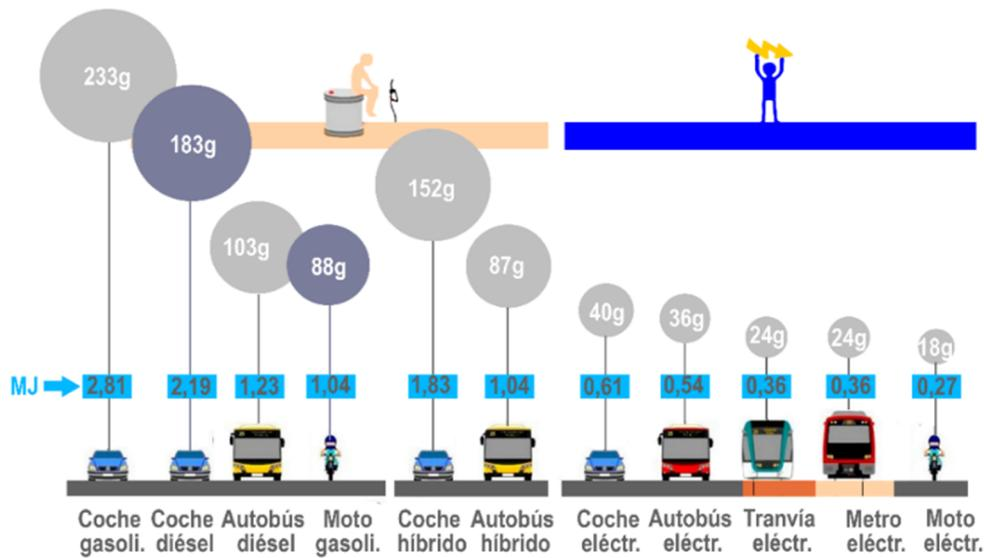 233g
183g
103g
88g
152g
87g
40g
36g
24g
24g
18g
MJ 2,81 2,19 1,23 1,04 1,83 1,04 0,61 0,54 0,36 0,36 0,27
Coche Coche Autobús Moto Coche Autobús Coche Autobús Tranvía Metro Moto
gasoli. diésel diésel gasoli. híbrido híbrido eléctr. eléctr. eléctr. eléctr. eléctr.